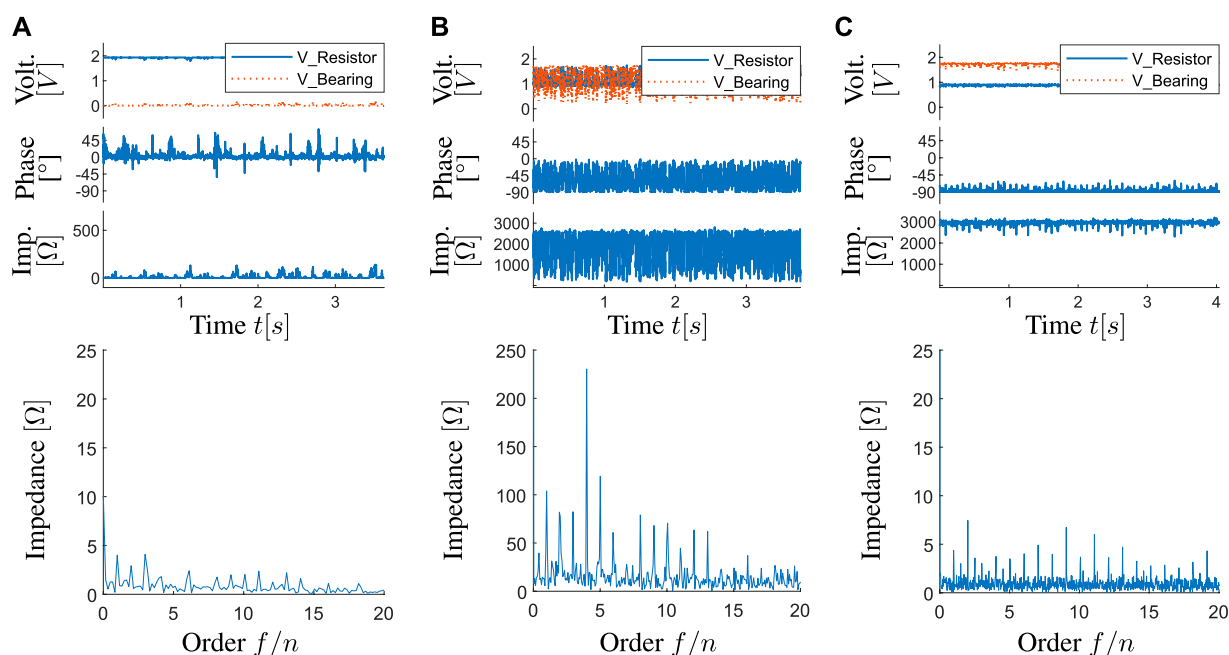 A B C
Volt. [V] 2 1 0 V_Resistor V_Bearing
Phase [°] 45 0 -45 -90
Imp. [Ω] 500 0
1 2 3
Time t[s]
Volt. [V] 2 1 0 V_Resistor V_Bearing
Phase [°] 45 0 -45 -90
Imp. [Ω] 3000 2000 1000
0 1 2 3
Time t[s]
Volt. [V] 2 1 0 V_Resistor V_Bearing
Phase [°] 45 0 -45 -90
Imp. [Ω] 3000 2000 1000
1 2 3 4
Time t[s]
Impedance [Ω]
25 20 15 10 5 0
0 5 10 15 20
Order f/n
Impedance [Ω]
250 200 150 100 50 0
0 5 10 15 20
Order f/n
Impedance [Ω]
25 20 15 10 5 0
0 5 10 15 20
Order f/n